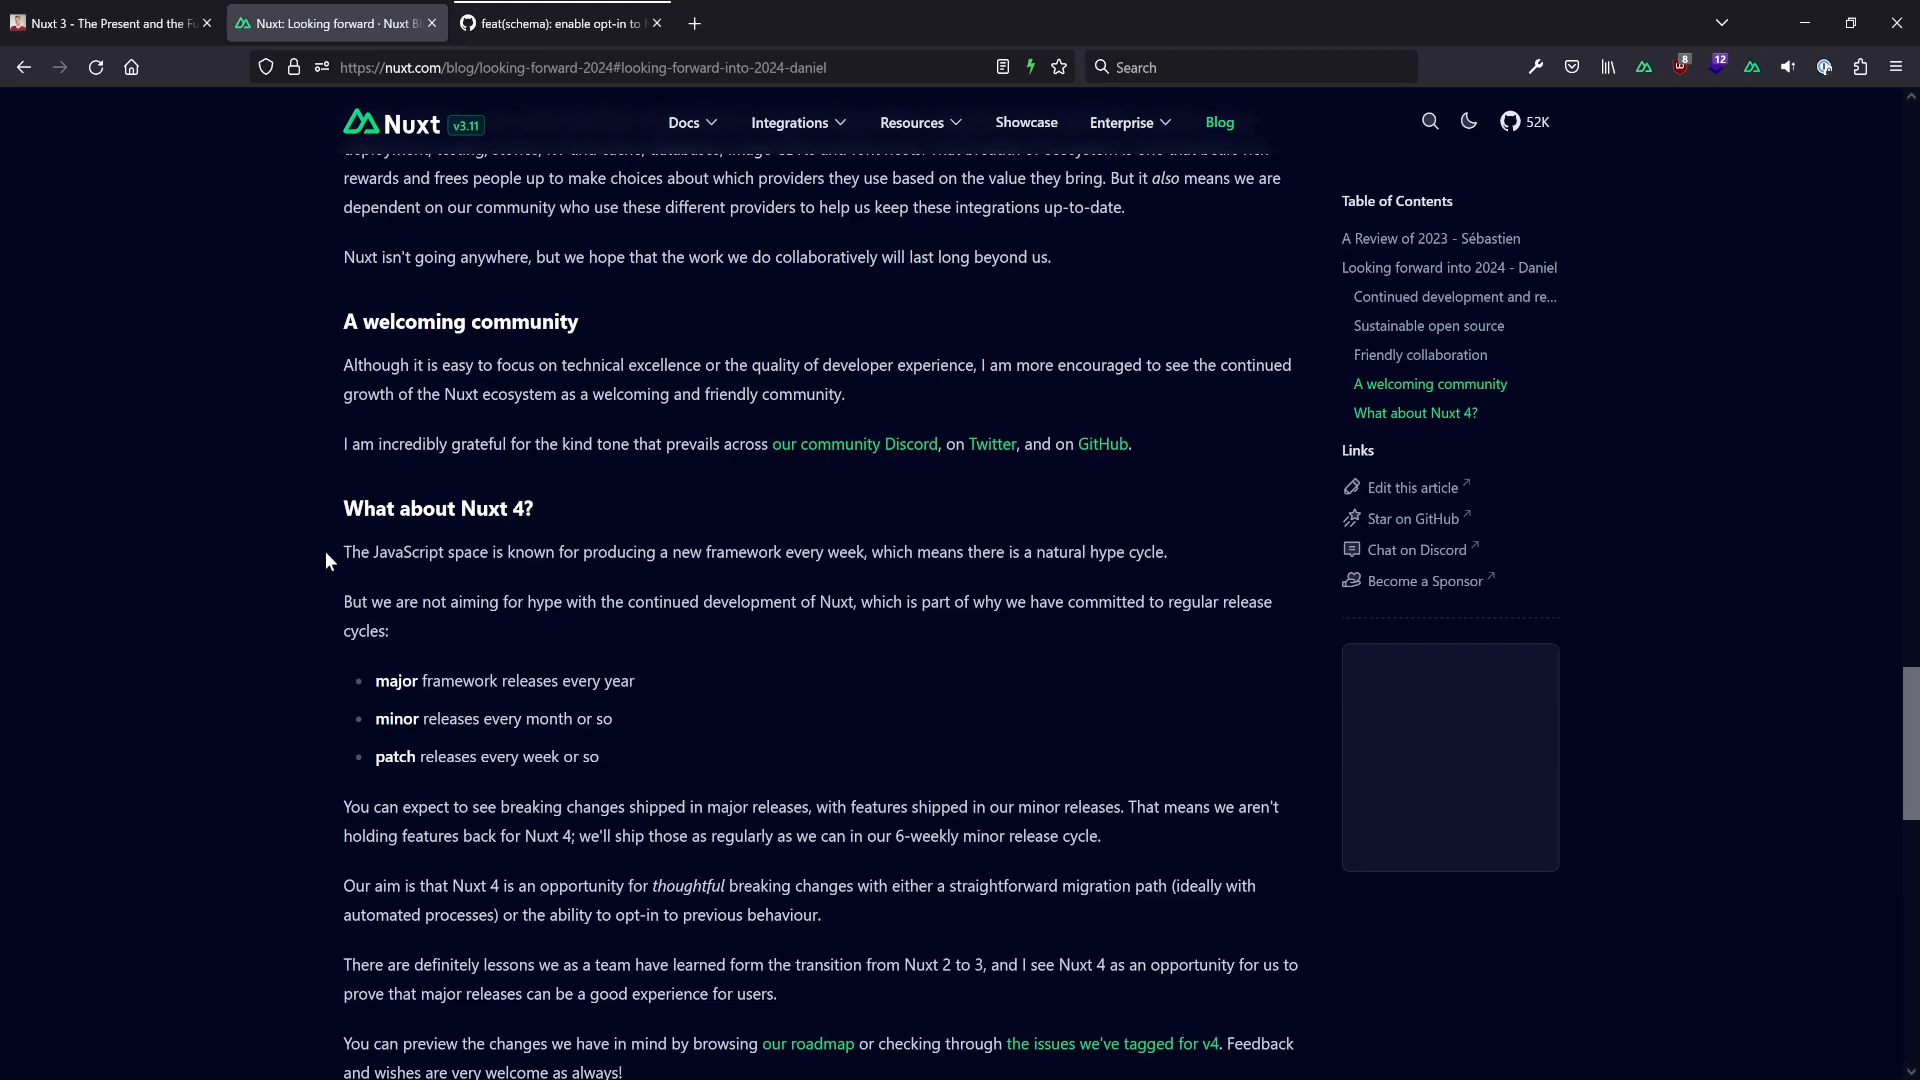 Nuxt 3 - The Present and the Fu
Nuxt: Looking forward · Nuxt B
feat(schema): enable opt-in to
https://nuxt.com/blog/looking-forward-2024#looking-forward-into-2024-daniel
Search
8
12
Nuxt v3.11
Docs
Integrations
Resources
Showcase
Enterprise
Blog
52K
rewards and frees people up to make choices about which providers they use based on the value they bring. But it also means we are
dependent on our community who use these different providers to help us keep these integrations up-to-date.
Nuxt isn't going anywhere, but we hope that the work we do collaboratively will last long beyond us.
A welcoming community
Although it is easy to focus on technical excellence or the quality of developer experience, I am more encouraged to see the continued
growth of the Nuxt ecosystem as a welcoming and friendly community.
I am incredibly grateful for the kind tone that prevails across our community Discord, on Twitter, and on GitHub.
What about Nuxt 4?
The JavaScript space is known for producing a new framework every week, which means there is a natural hype cycle.
But we are not aiming for hype with the continued development of Nuxt, which is part of why we have committed to regular release
cycles:
• major framework releases every year
• minor releases every month or so
• patch releases every week or so
You can expect to see breaking changes shipped in major releases, with features shipped in our minor releases. That means we aren't
holding features back for Nuxt 4; we'll ship those as regularly as we can in our 6-weekly minor release cycle.
Our aim is that Nuxt 4 is an opportunity for thoughtful breaking changes with either a straightforward migration path (ideally with
automated processes) or the ability to opt-in to previous behaviour.
There are definitely lessons we as a team have learned form the transition from Nuxt 2 to 3, and I see Nuxt 4 as an opportunity for us to
prove that major releases can be a good experience for users.
You can preview the changes we have in mind by browsing our roadmap or checking through the issues we've tagged for v4. Feedback
and wishes are very welcome as always!
Table of Contents
A Review of 2023 - Sébastien
Looking forward into 2024 - Daniel
Continued development and re...
Sustainable open source
Friendly collaboration
A welcoming community
What about Nuxt 4?
Links
Edit this article
Star on GitHub
Chat on Discord
Become a Sponsor